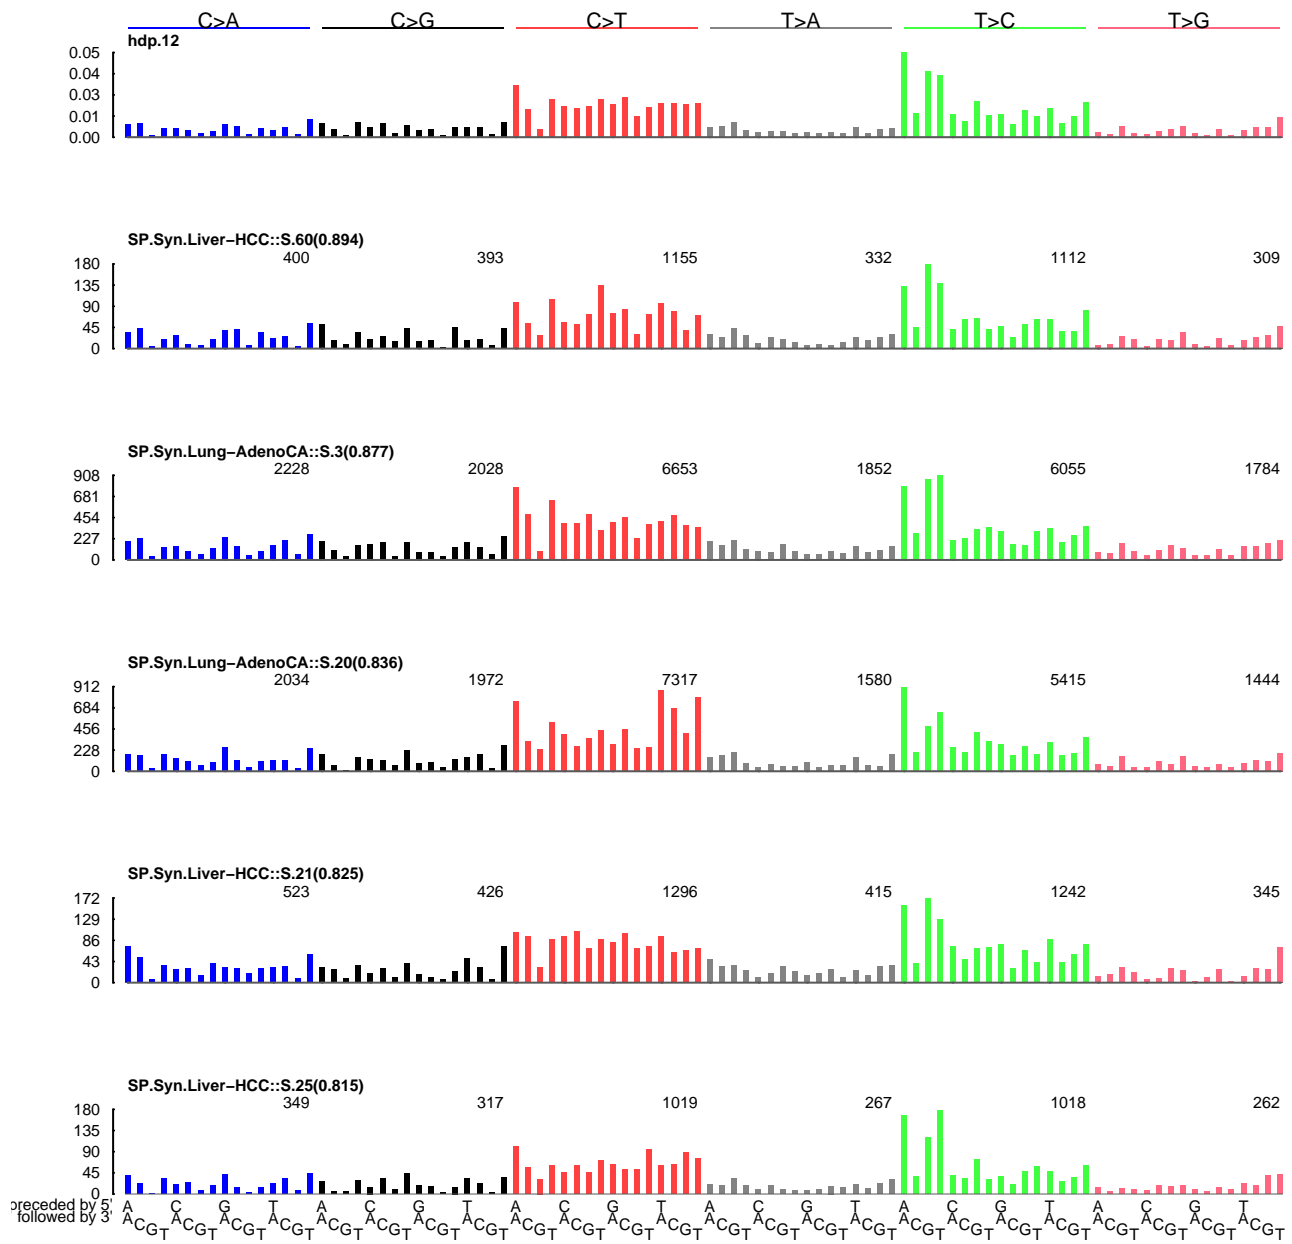 C>A C>G C>T T>A T>C T>G
hdp.12
0.05
0.04
0.03
0.01
0.00
SP.Syn.Liver−HCC::S.60(0.894)
400 393 1155 332 1112 309
180
135
90
45
0
SP.Syn.Lung−AdenoCA::S.3(0.877)
2228 2028 6653 1852 6055 1784
908
681
454
227
0
SP.Syn.Lung−AdenoCA::S.20(0.836)
2034 1972 7317 1580 5415 1444
912
684
456
228
0
SP.Syn.Liver−HCC::S.21(0.825)
523 426 1296 415 1242 345
172
129
86
43
0
SP.Syn.Liver−HCC::S.25(0.815)
349 317 1019 267 1018 262
180
135
90
45
0
preceded by 5' A C G T A C G T A C G T A C G T A C G T A C G T
followed by 3' A C G T A C G T A C G T A C G T A C G T A C G T A C G T A C G T A C G T A C G T A C G T A C G T A C G T A C G T A C G T A C G T A C G T A C G T A C G T A C G T A C G T A C G T A C G T A C G T